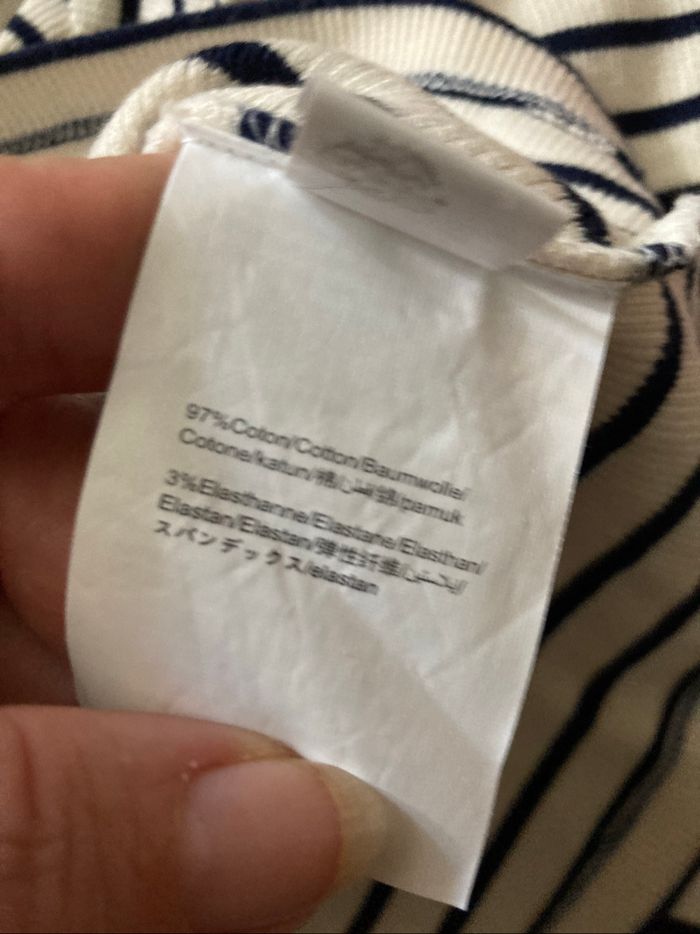 97%Coton/Cotton/Baumwolle/
Cotone/katun/棉/قطن/綿/pamuk
3%Elasthanne/Elastane/Elasthan/
Elastan/Elastan/弹性纤维/
スパンデックス/elastan